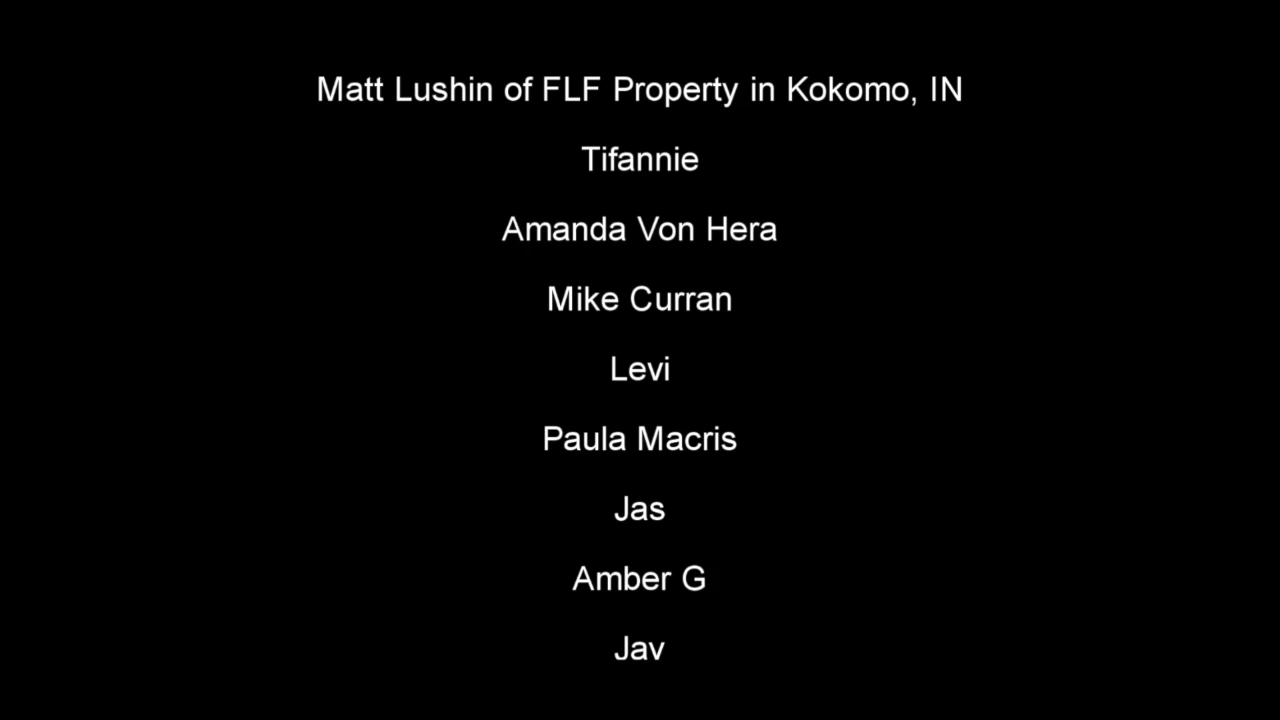 Matt Lushin of FLF Property in Kokomo, IN
Tifannie
Amanda Von Hera
Mike Curran
Levi
Paula Macris
Jas
Amber G
Jav